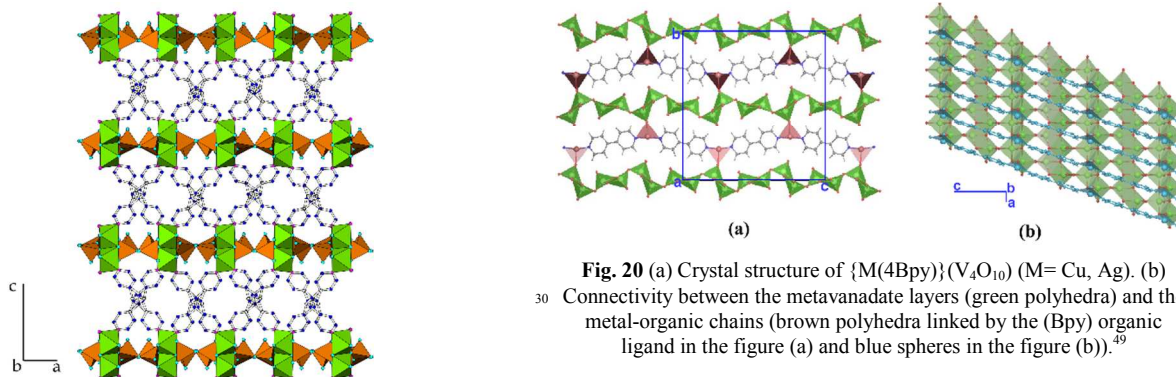 c
b a
b
a c
(a)
c b
a
(b)
Fig. 20 (a) Crystal structure of {M(4Bpy)}(V₄O₁₀) (M= Cu, Ag). (b)
30 Connectivity between the metavanadate layers (green polyhedra) and th
metal-organic chains (brown polyhedra linked by the (Bpy) organic
ligand in the figure (a) and blue spheres in the figure (b)).⁴⁹